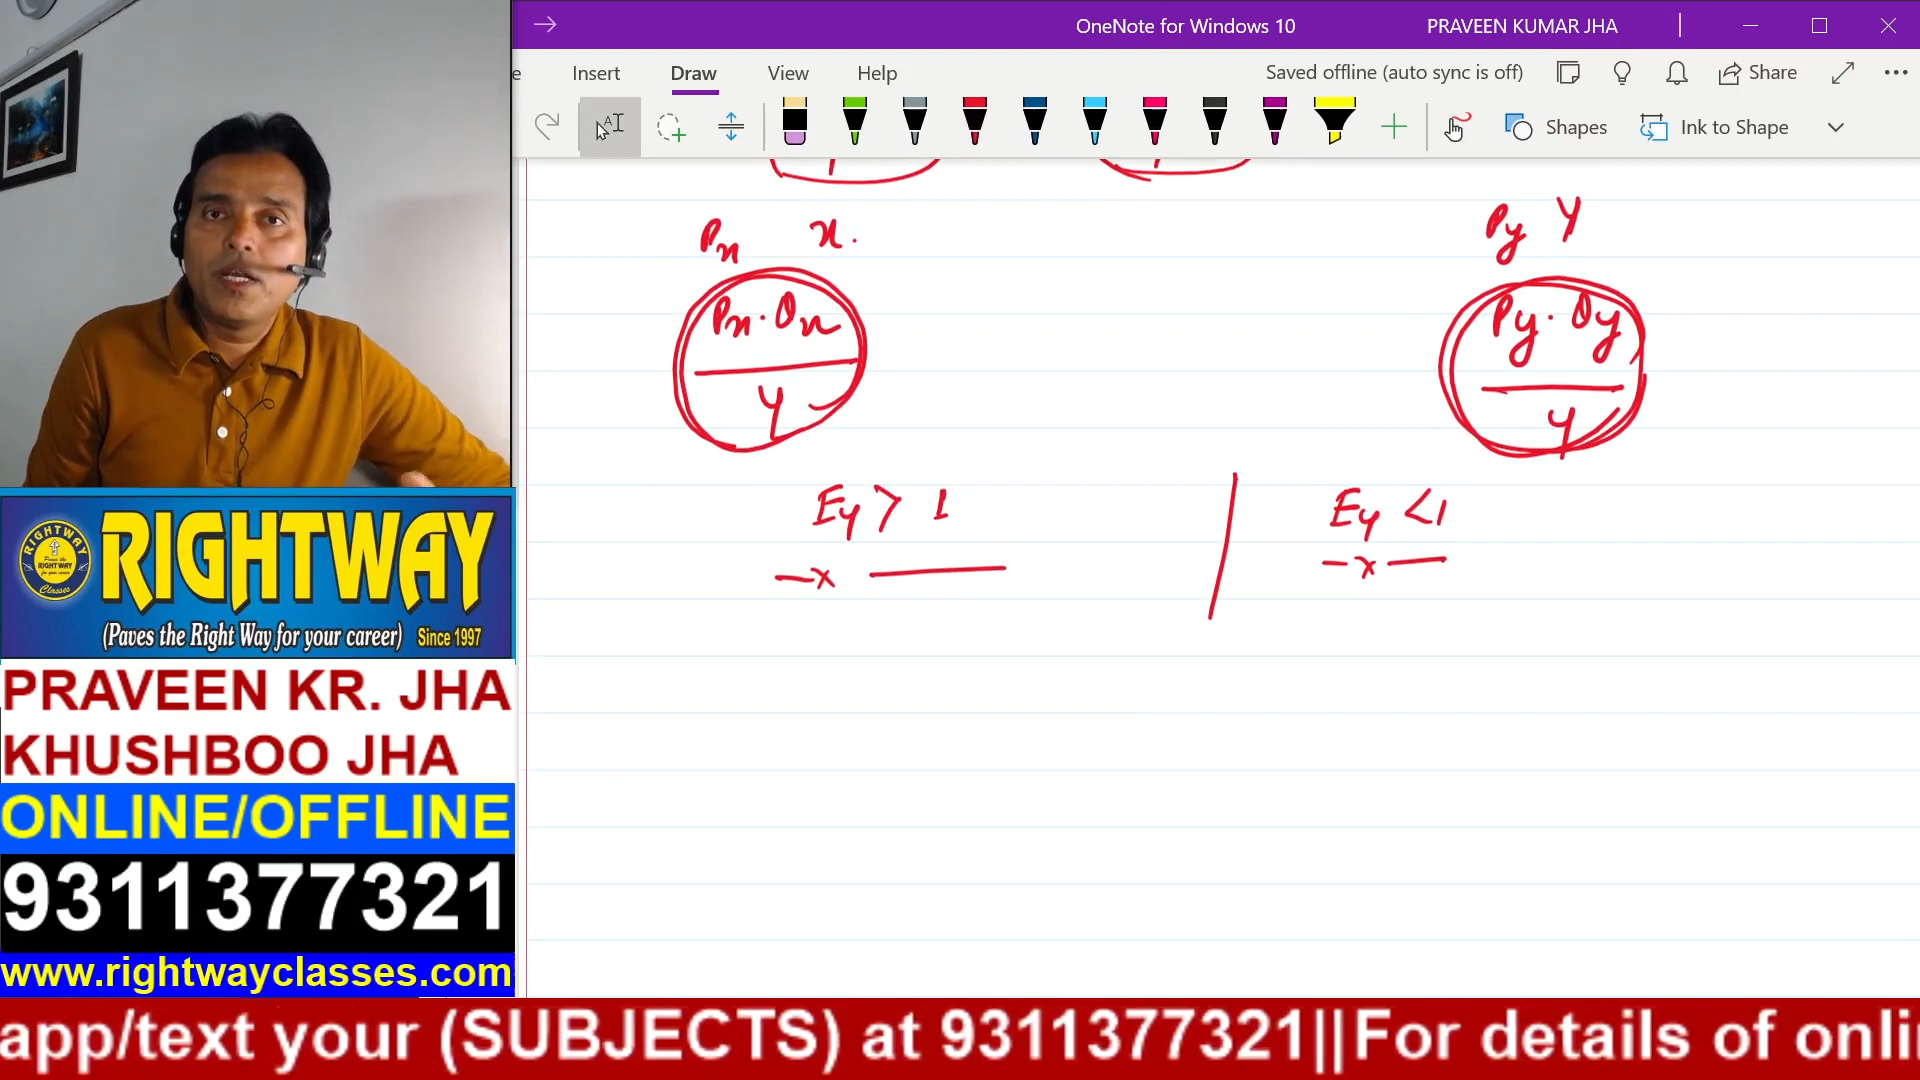 OneNote for Windows 10
PRAVEEN KUMAR JHA
Insert Draw View Help
Saved offline (auto sync is off)
Share
Shapes
Ink to Shape
Px x.
Py Y
Px . Qx
Y
Py . Qy
Y
Ey > 1
Ey < 1
RIGHTWAY
RIGHTWAY
Classes
RIGHTWAY
(Paves the Right Way for your career) Since 1997
PRAVEEN KR. JHA
KHUSHBOO JHA
ONLINE/OFFLINE
9311377321
www.rightwayclasses.com
app/text your (SUBJECTS) at 9311377321||For details of onli